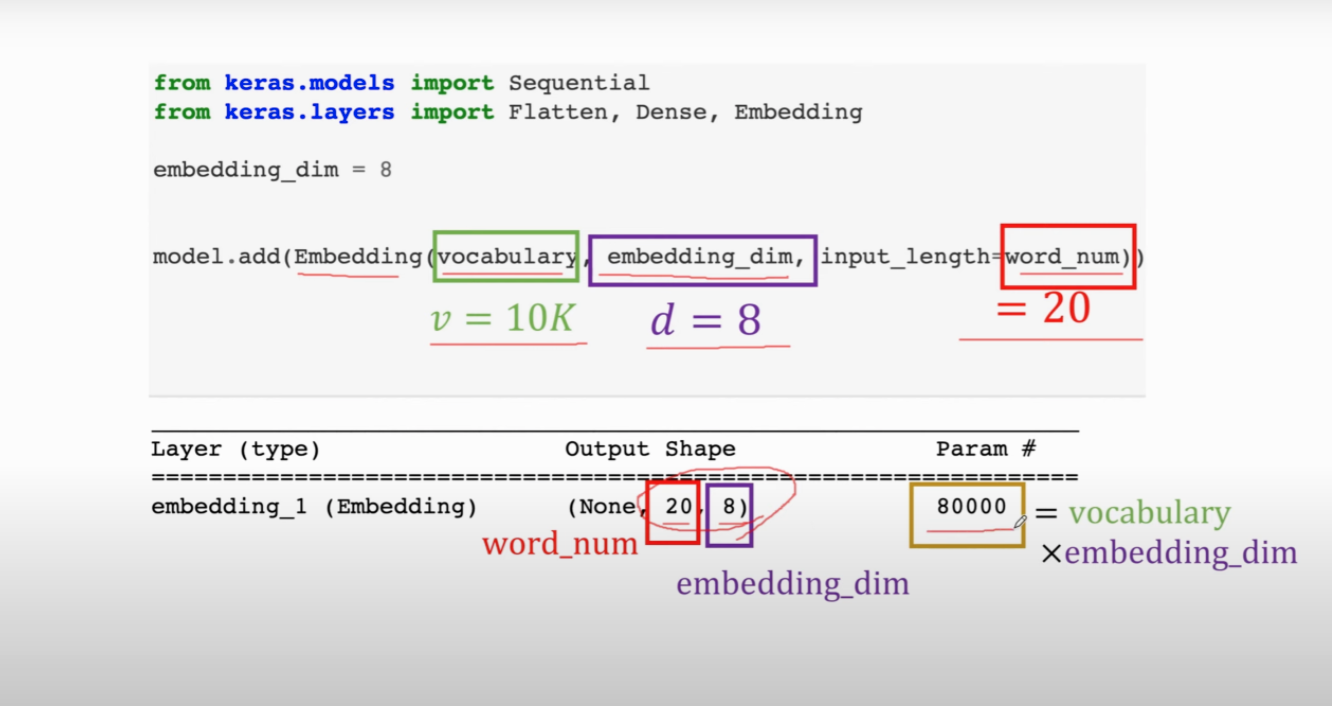 from keras.models import Sequential
from keras.layers import Flatten, Dense, Embedding
embedding_dim = 8
model.add(Embedding(vocabulary, embedding_dim, input_length=word_num))
v = 10K d = 8 = 20
Layer (type) Output Shape Param #
=================================================================
embedding_1 (Embedding) (None, 20, 8) 80000 = vocabulary
word_num ×embedding_dim
embedding_dim